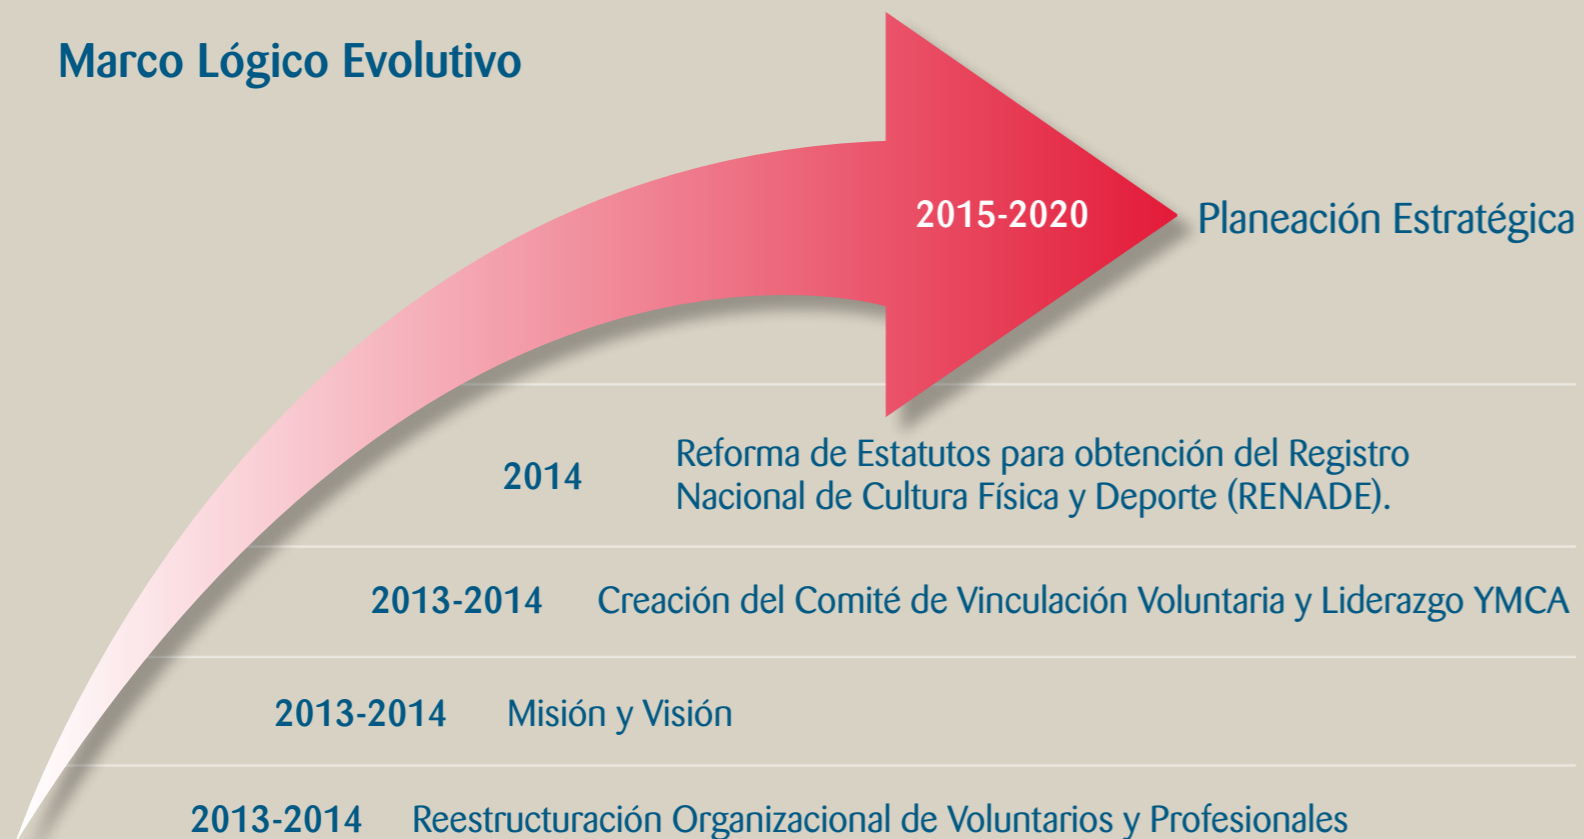 Marco Lógico Evolutivo
2015-2020 Planeación Estratégica
2014 Reforma de Estatutos para obtención del Registro
Nacional de Cultura Física y Deporte (RENADE).
2013-2014 Creación del Comité de Vinculación Voluntaria y Liderazgo YMCA
2013-2014 Misión y Visión
2013-2014 Reestructuración Organizacional de Voluntarios y Profesionales